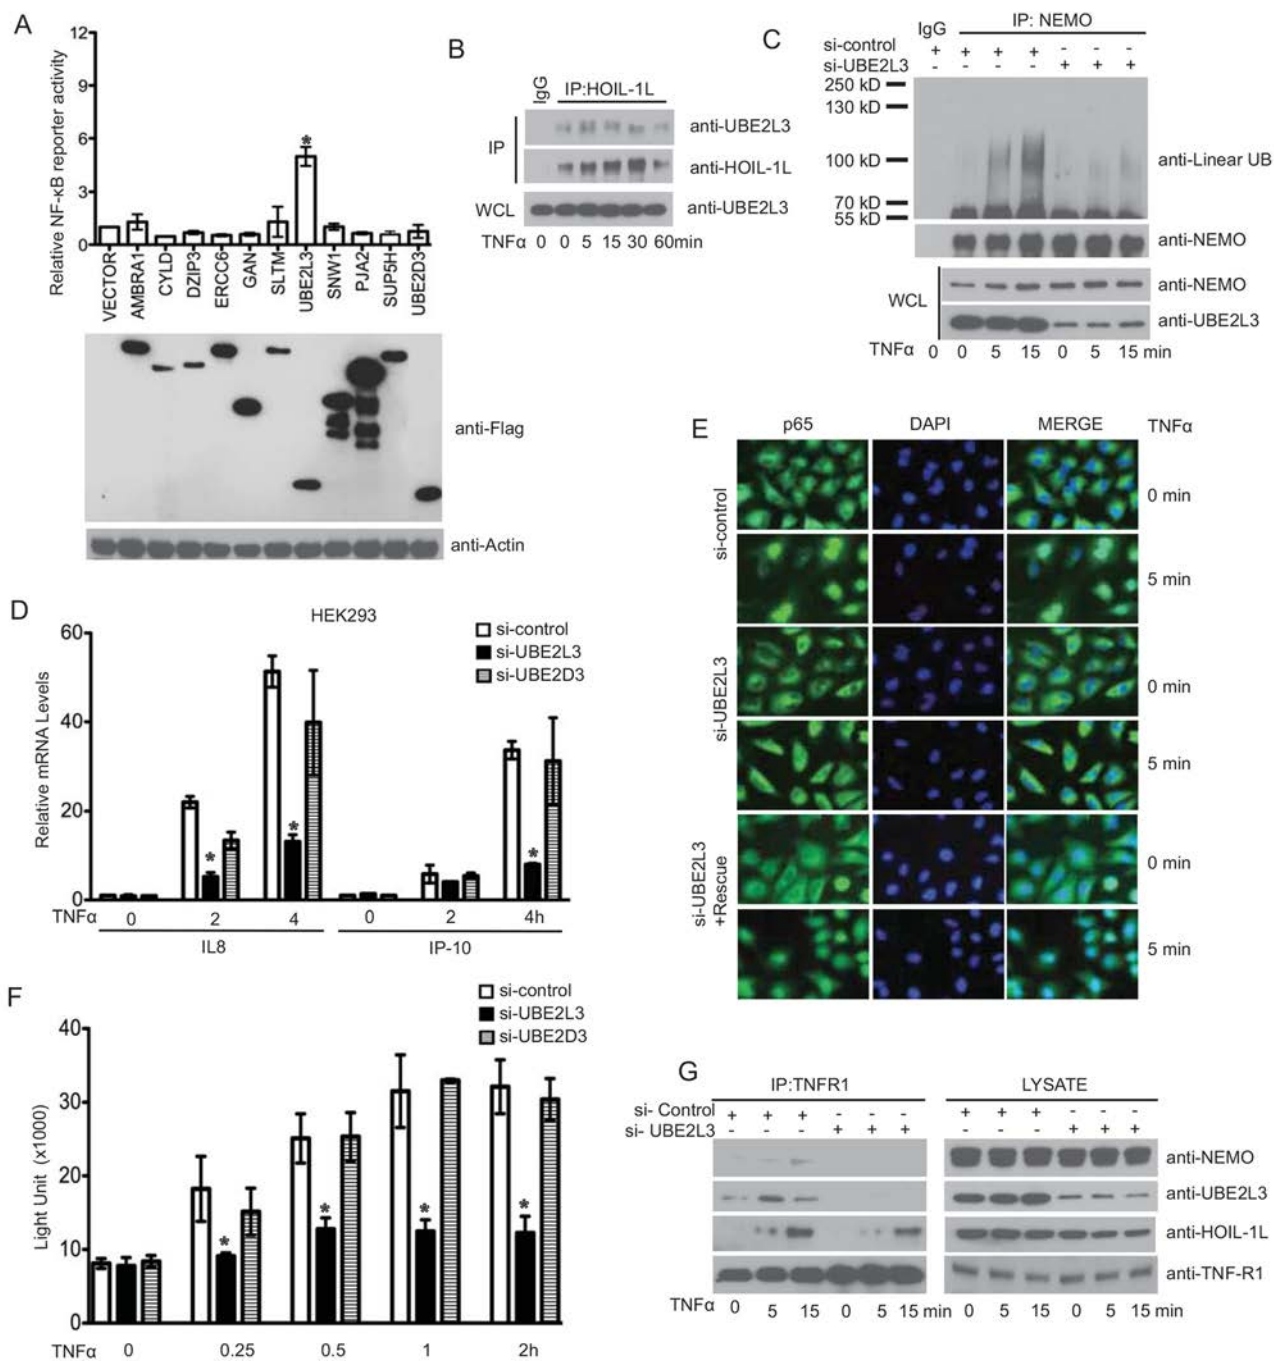 A
Relative NF-κB reporter activity
12
9
6
3
0
*
VECTOR
AMBRA1
CYLD
DZIP3
ERCC6
GAN
SLTM
UBE2L3
SNW1
PJA2
SUP5H
UBE2D3
anti-Flag
anti-Actin
B
IgG
IP:HOIL-1L
IP
anti-UBE2L3
anti-HOIL-1L
WCL
anti-UBE2L3
TNFα 0 0 5 15 30 60min
C
IP: NEMO
IgG
si-control + + + + - - -
si-UBE2L3 - - - - + + +
250 kD
130 kD
100 kD
70 kD
55 kD
anti-Linear UB
anti-NEMO
WCL
anti-NEMO
anti-UBE2L3
TNFα 0 0 5 15 0 5 15 min
D
HEK293
si-control
si-UBE2L3
si-UBE2D3
Relative mRNA Levels
60
40
20
0
* * *
TNFα 0 2 4 0 2 4h
IL8 IP-10
E
p65 DAPI MERGE TNFα
si-control
0 min
5 min
si-UBE2L3
0 min
5 min
si-UBE2L3
+Rescue
0 min
5 min
F
si-control
si-UBE2L3
si-UBE2D3
Light Unit (x1000)
40
30
20
10
0
* * * *
TNFα 0 0.25 0.5 1 2h
G
IP:TNFR1 LYSATE
si- Control + + + - - - + + + - - -
si- UBE2L3 - - - + + + - - - + + +
anti-NEMO
anti-UBE2L3
anti-HOIL-1L
anti-TNF-R1
TNFα 0 5 15 0 5 15 min 0 5 15 0 5 15 min